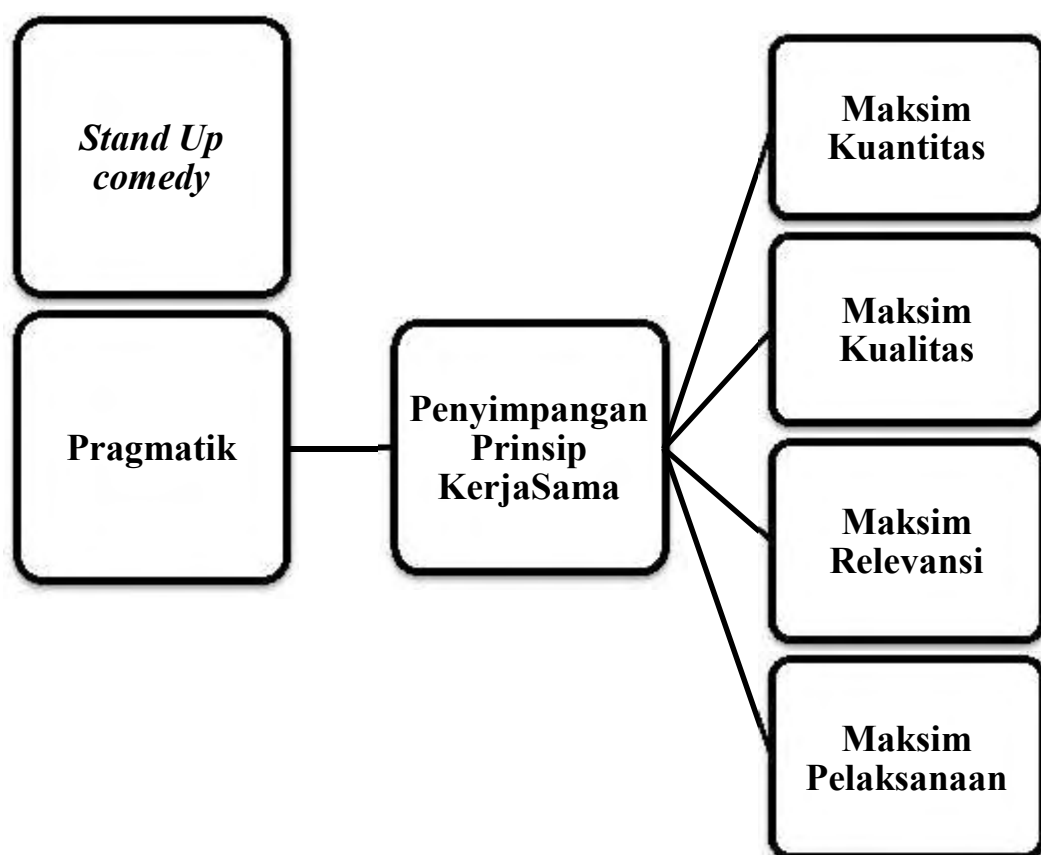 Stand Up
comedy
Pragmatik
Penyimpangan
Prinsip
KerjaSama
Maksim
Kuantitas
Maksim
Kualitas
Maksim
Relevansi
Maksim
Pelaksanaan